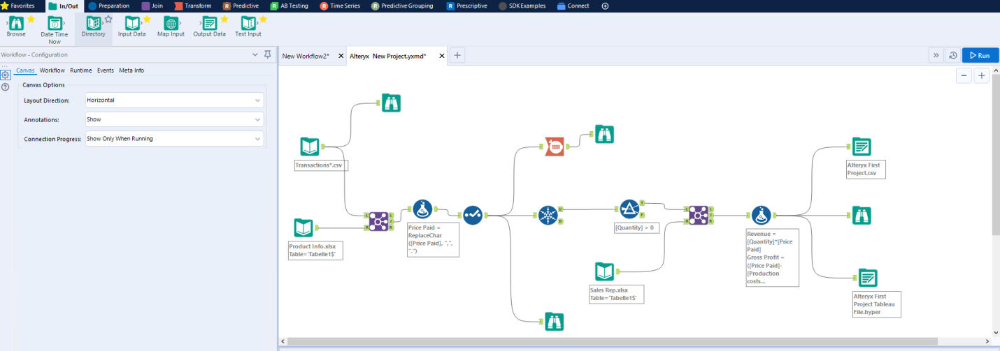 Favorites In/Out Preparation Join Transform Predictive AB Testing Time Series Predictive Grouping Prescriptive SDK Examples Connect
Browse
Date Time
Now
Directory
Input Data
Map Input
Output Data
Text Input
Workflow - Configuration
Canvas Workflow Runtime Events Meta Info
Canvas Options
Layout Direction: Horizontal
Annotations: Show
Connection Progress: Show Only When Running
New Workflow2* Alteryx New Project.yxmd* Run
Transactions*.csv
Product Info.xlsx
Table=`Tabelle1$`
L
R
L
J
R
Price Paid =
ReplaceChar
([Price Paid], ",",
".")
U
D
T
F
[Quantity] > 0
Sales Rep.xlsx
Table=`Tabelle1$`
L
R
L
J
R
Revenue =
[Quantity]*[Price
Paid]
Gross Profit =
([Price Paid]-
[Production
costs...
Alteryx First
Project.csv
Alteryx First
Project Tableau
File.hyper